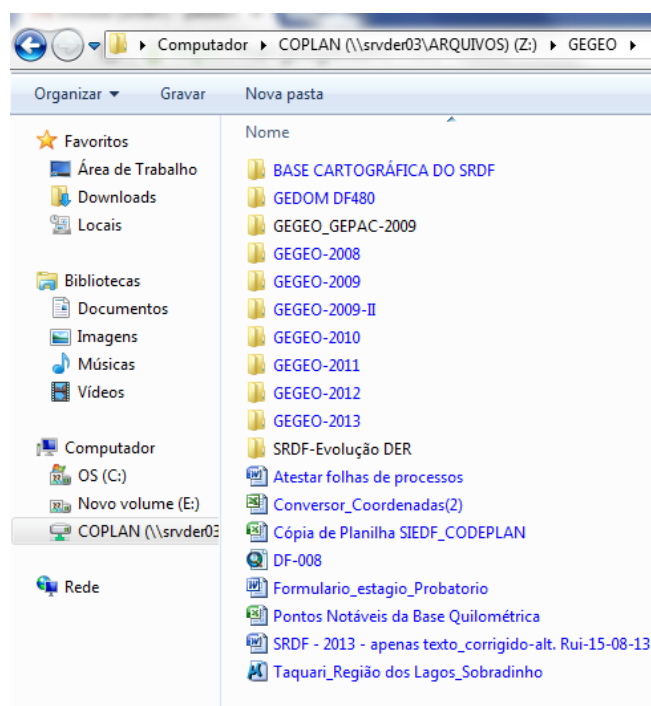 Computador ▸ COPLAN (\\srvder03\ARQUIVOS) (Z:) ▸ GEGEO ▸
Organizar Gravar Nova pasta
Favoritos
Área de Trabalho
Downloads
Locais
Bibliotecas
Documentos
Imagens
Músicas
Vídeos
Computador
OS (C:)
Novo volume (E:)
COPLAN (\\srvder03
Rede
Nome
BASE CARTOGRÁFICA DO SRDF
GEDOM DF480
GEGEO_GEPAC-2009
GEGEO-2008
GEGEO-2009
GEGEO-2009-II
GEGEO-2010
GEGEO-2011
GEGEO-2012
GEGEO-2013
SRDF-Evolução DER
Atestar folhas de processos
Conversor_Coordenadas(2)
Cópia de Planilha SIEDF_CODEPLAN
DF-008
Formulario_estagio_Probatorio
Pontos Notáveis da Base Quilométrica
SRDF - 2013 - apenas texto_corrigido-alt. Rui-15-08-13
Taquari_Região dos Lagos_Sobradinho